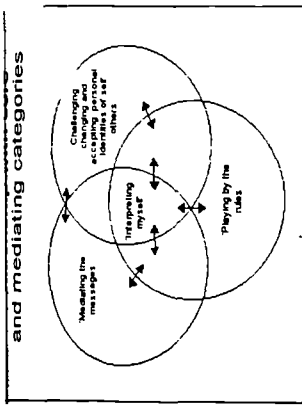 and mediating categories
Challenging
changing and
accepting personal
identities of self
others
'Mediating the
messages
'Interpreting
myself'
'Playing by the
rules